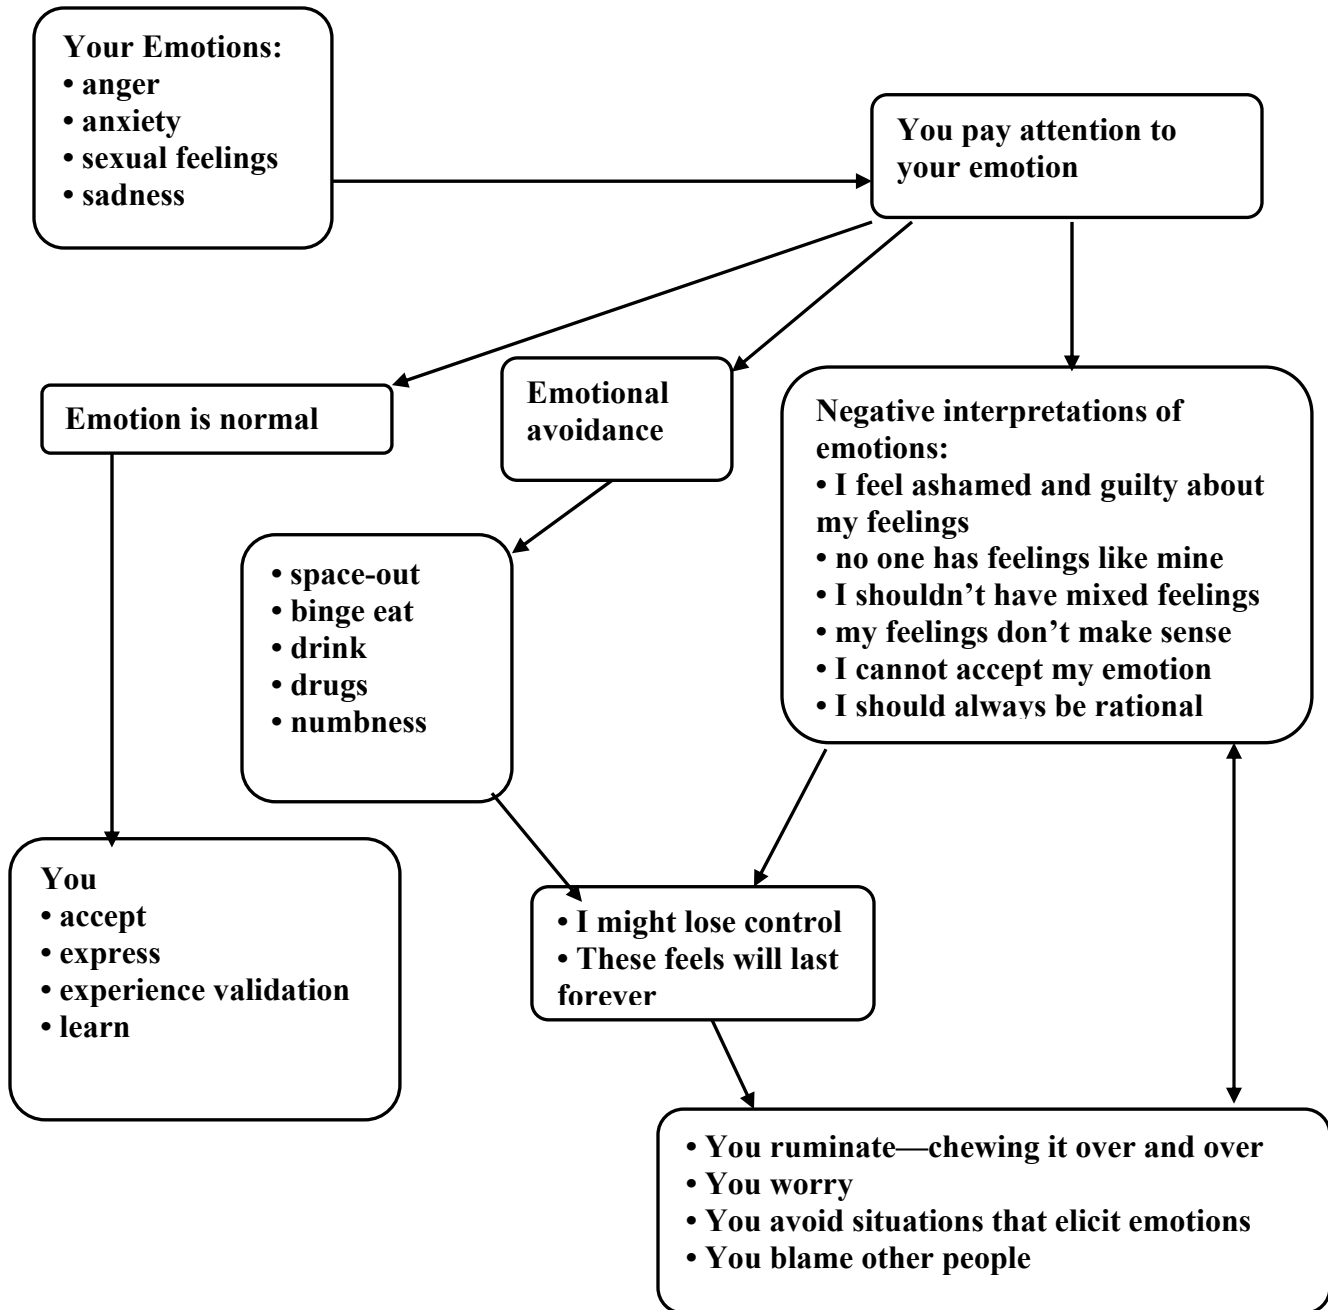 Your Emotions:
• anger
• anxiety
• sexual feelings
• sadness
You pay attention to
your emotion
Emotion is normal
Emotional
avoidance
Negative interpretations of
emotions:
• I feel ashamed and guilty about
my feelings
• no one has feelings like mine
• I shouldn’t have mixed feelings
• my feelings don’t make sense
• I cannot accept my emotion
• I should always be rational
• space-out
• binge eat
• drink
• drugs
• numbness
You
• accept
• express
• experience validation
• learn
• I might lose control
• These feels will last
forever
• You ruminate—chewing it over and over
• You worry
• You avoid situations that elicit emotions
• You blame other people